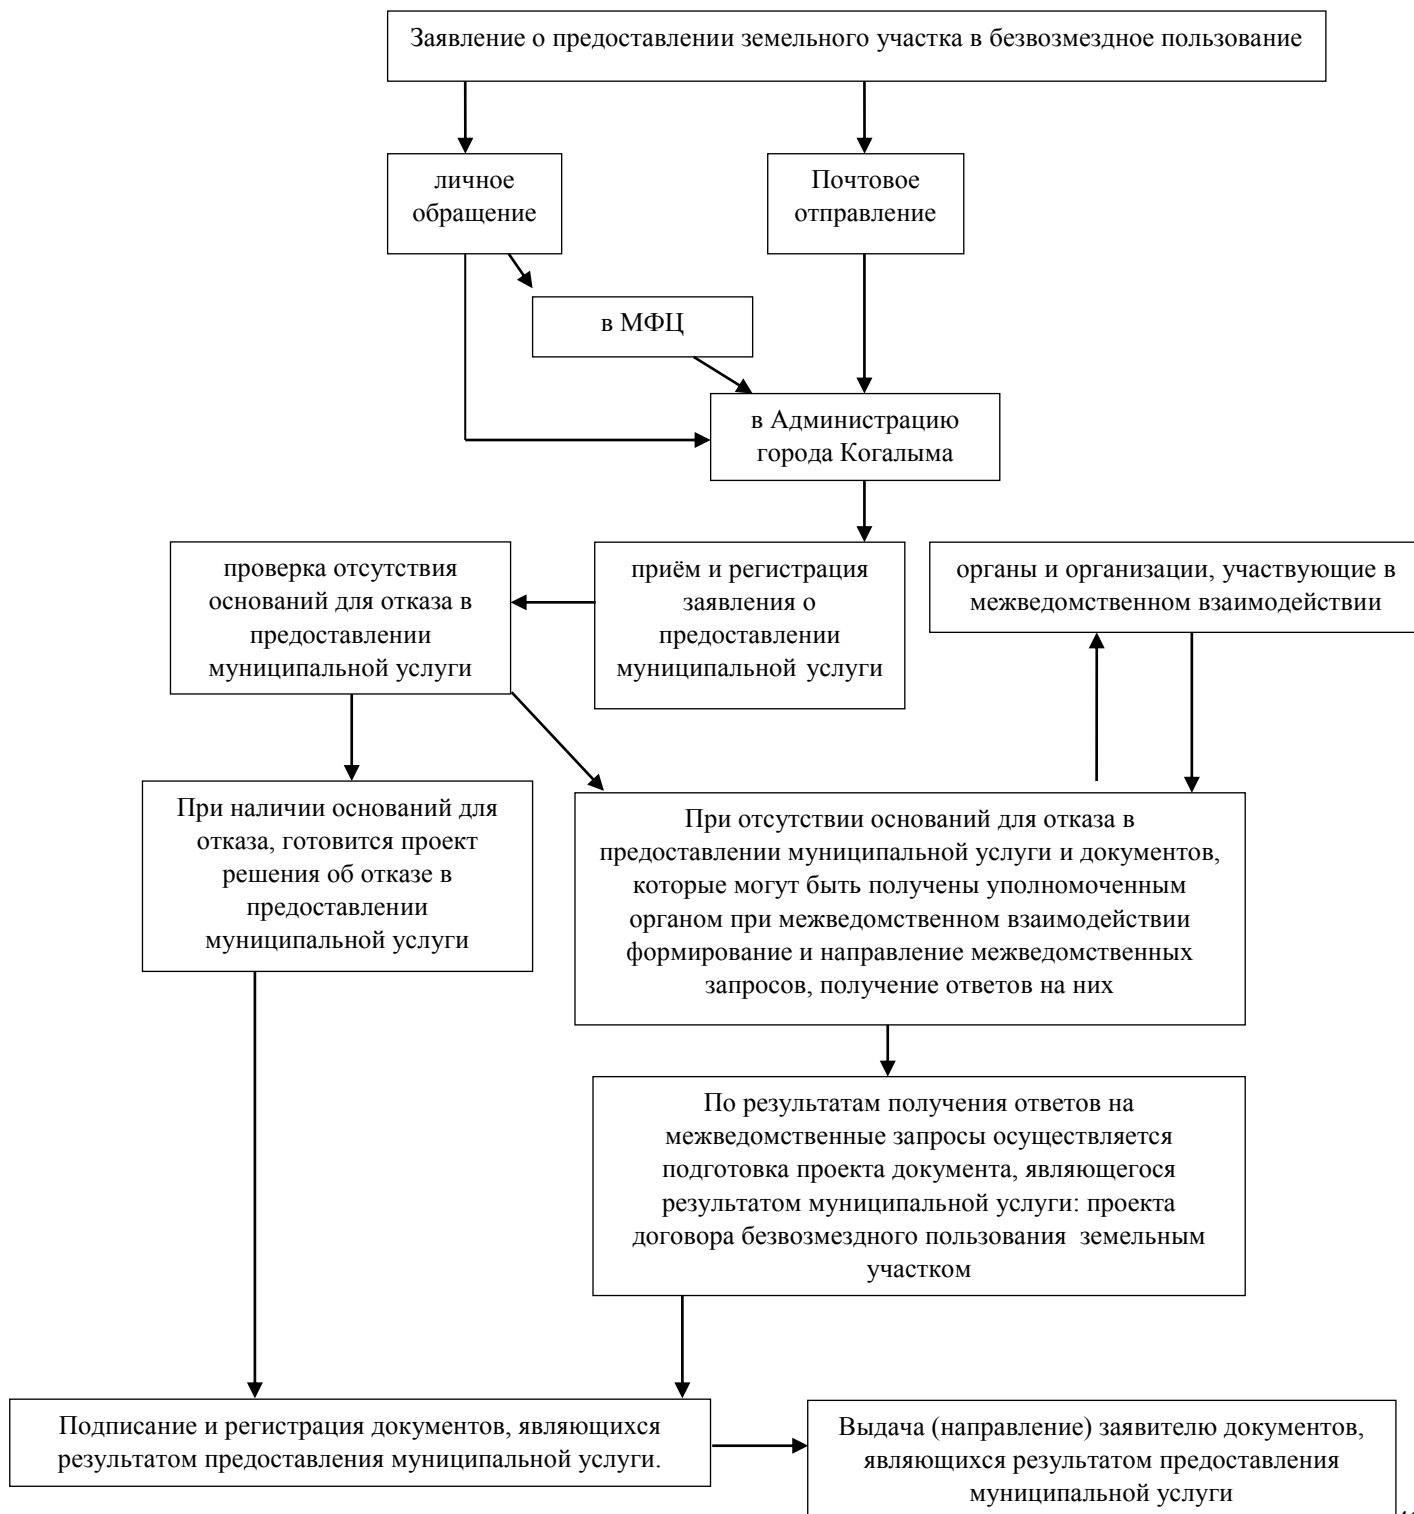 Заявление о предоставлении земельного участка в безвозмездное пользование
личное
обращение
Почтовое
отправление
в МФЦ
в Администрацию
города Когалыма
проверка отсутствия
оснований для отказа в
предоставлении
муниципальной услуги
приём и регистрация
заявления о
предоставлении
муниципальной услуги
органы и организации, участвующие в
межведомственном взаимодействии
При наличии оснований для
отказа, готовится проект
решения об отказе в
предоставлении
муниципальной услуги
При отсутствии оснований для отказа в
предоставлении муниципальной услуги и документов,
которые могут быть получены уполномоченным
органом при межведомственном взаимодействии
формирование и направление межведомственных
запросов, получение ответов на них
По результатам получения ответов на
межведомственные запросы осуществляется
подготовка проекта документа, являющегося
результатом муниципальной услуги: проекта
договора безвозмездного пользования земельным
участком
Подписание и регистрация документов, являющихся
результатом предоставления муниципальной услуги.
Выдача (направление) заявителю документов,
являющихся результатом предоставления
муниципальной услуги